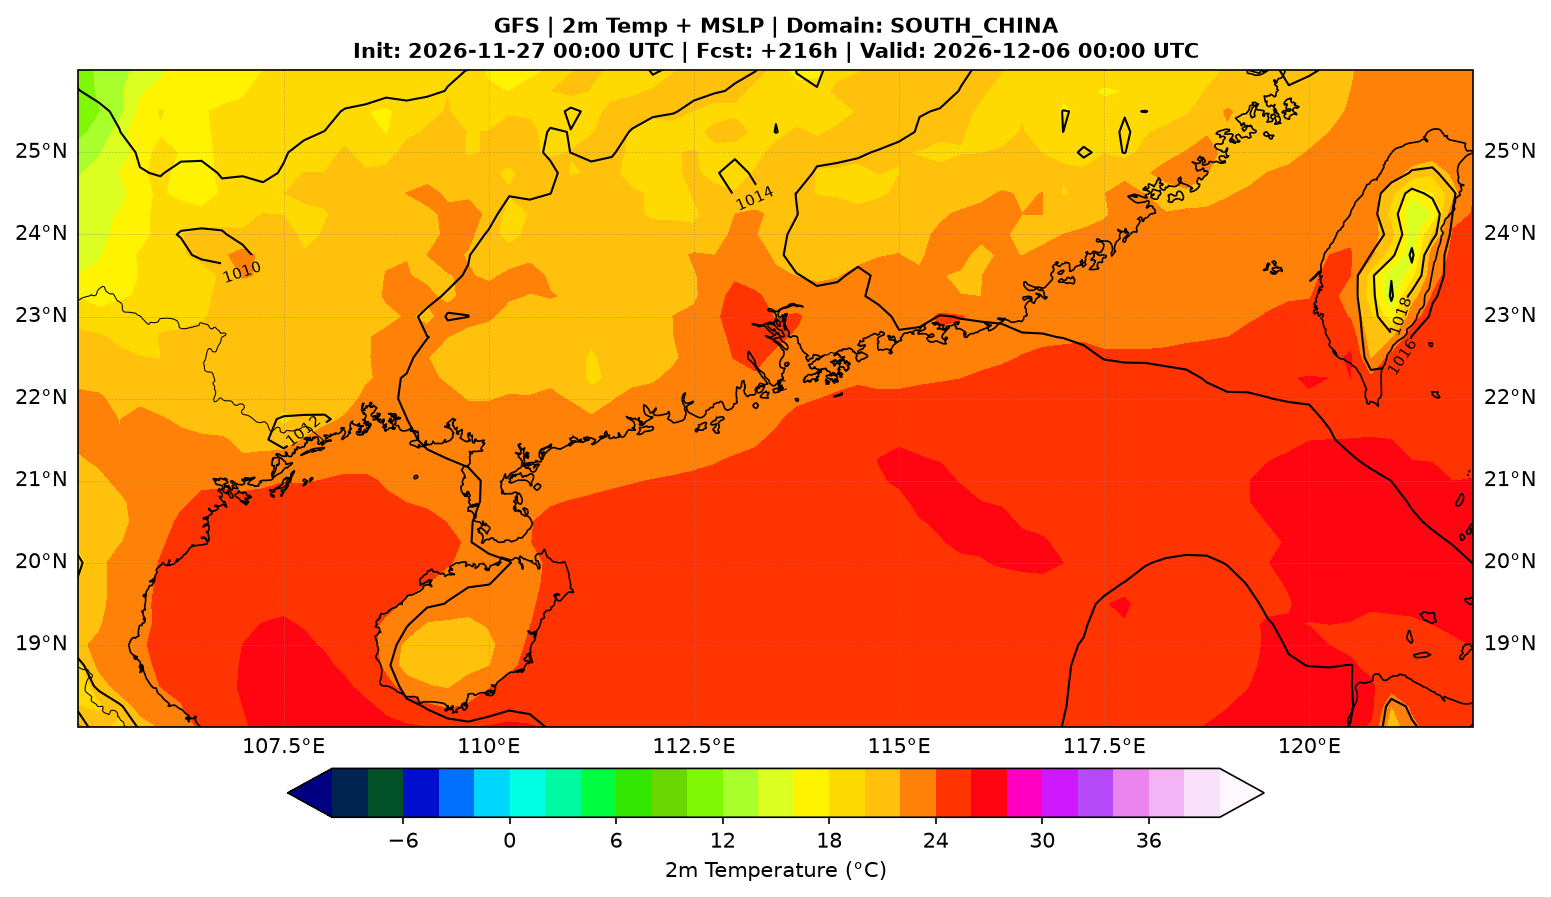 GFS | 2m Temp + MSLP | Domain: SOUTH_CHINA
Init: 2026-11-27 00:00 UTC | Fcst: +216h | Valid: 2026-12-06 00:00 UTC
25°N 25°N
1014
24°N 24°N
1010
23°N 23°N
1018
1016
22°N 22°N
1012
21°N 21°N
20°N 20°N
19°N 19°N
107.5°E 110°E 112.5°E 115°E 117.5°E 120°E
−6 0 6 12 18 24 30 36
2m Temperature (°C)